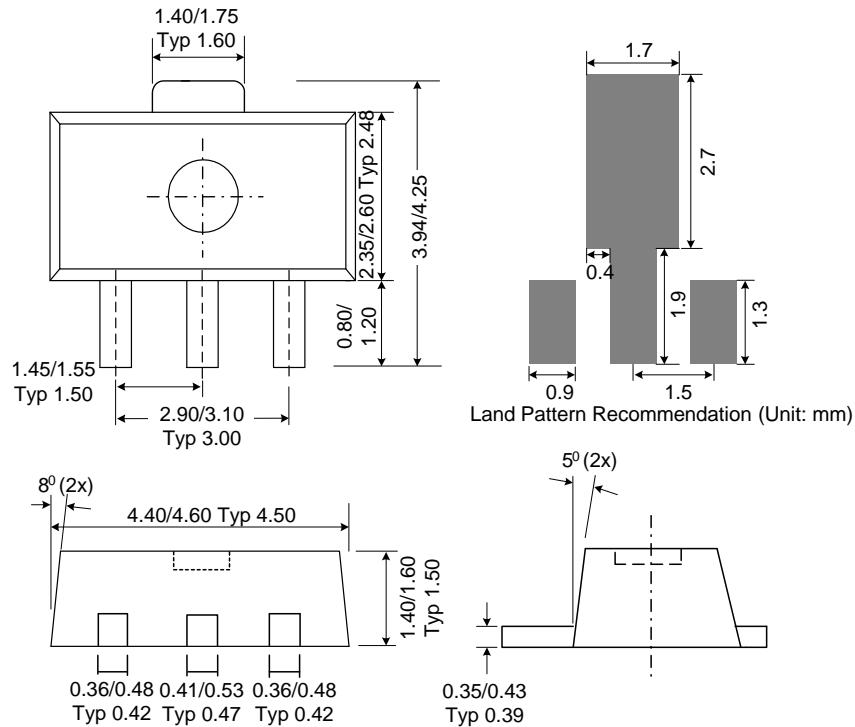 1.40/1.75
Typ 1.60
2.35/2.60 Typ 2.48
3.94/4.25
0.80/
1.20
1.45/1.55
Typ 1.50
2.90/3.10
Typ 3.00
1.7
2.7
0.4
1.9
1.3
0.9
1.5
Land Pattern Recommendation (Unit: mm)
8⁰ (2x)
4.40/4.60 Typ 4.50
1.40/1.60
Typ 1.50
0.36/0.48
Typ 0.42
0.41/0.53
Typ 0.47
0.36/0.48
Typ 0.42
5⁰ (2x)
0.35/0.43
Typ 0.39